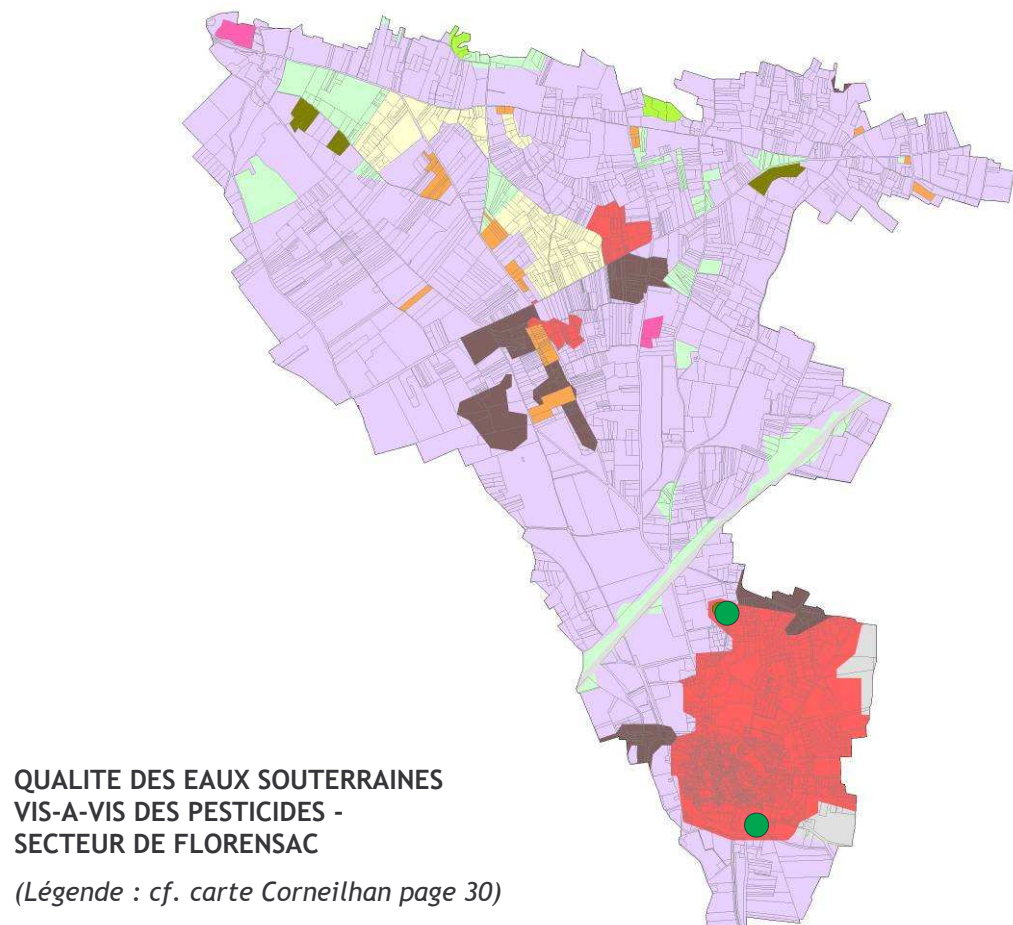 QUALITE DES EAUX SOUTERRAINES
VIS-A-VIS DES PESTICIDES -
SECTEUR DE FLORENSAC
(Légende : cf. carte Corneilhan page 30)